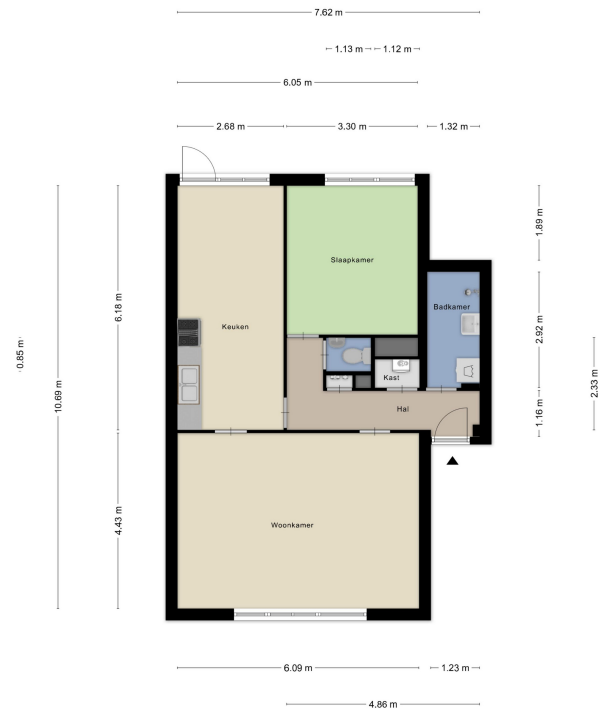 7.62 m
1.13 m 1.12 m
6.05 m
2.68 m 3.30 m 1.32 m
1.89 m
Slaapkamer
6.18 m
Badkamer
Keuken
2.92 m
0.85 m
2.33 m
Kast
10.69 m
Hal
1.16 m
4.43 m
Woonkamer
6.09 m 1.23 m
4.86 m